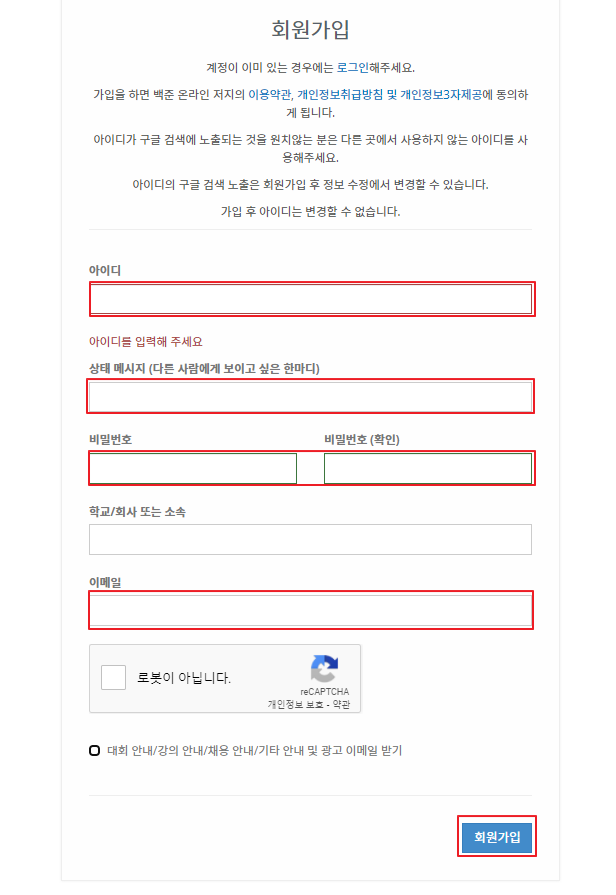 회원가입
계정이 이미 있는 경우에는 로그인해주세요.
가입을 하면 백준 온라인 저지의 이용약관, 개인정보취급방침 및 개인정보3자제공에 동의하
게 됩니다.
아이디가 구글 검색에 노출되는 것을 원치않는 분은 다른 곳에서 사용하지 않는 아이디를 사
용해주세요.
아이디의 구글 검색 노출은 회원가입 후 정보 수정에서 변경할 수 있습니다.
가입 후 아이디는 변경할 수 없습니다.
아이디
아이디를 입력해 주세요
상태 메시지 (다른 사람에게 보이고 싶은 한마디)
비밀번호 비밀번호 (확인)
학교/회사 또는 소속
이메일
로봇이 아닙니다.
reCAPTCHA
개인정보 보호 - 약관
대회 안내/강의 안내/채용 안내/기타 안내 및 광고 이메일 받기
회원가입